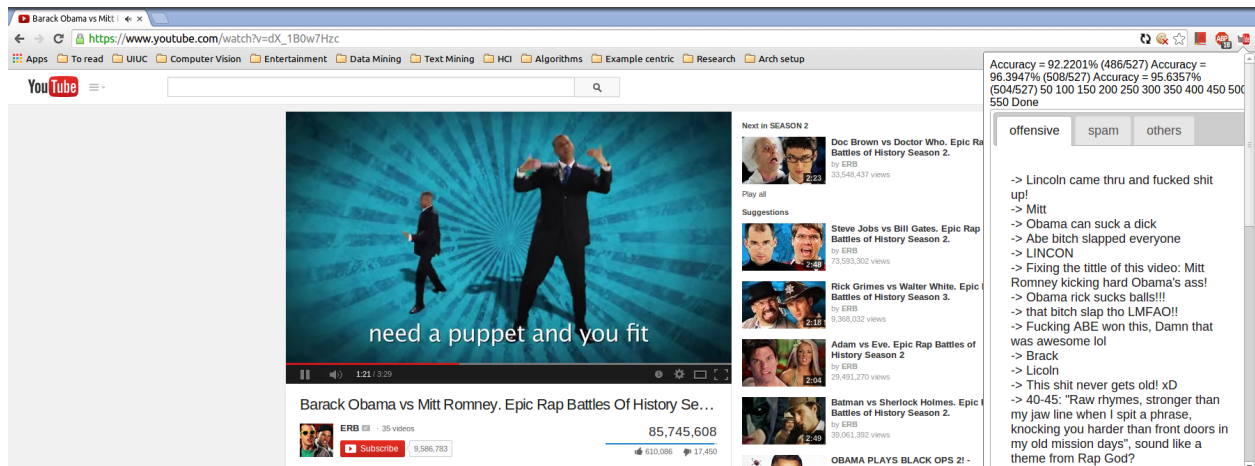 Barack Obama vs Mitt
https://www.youtube.com/watch?v=dX_1B0w7Hzc
Apps To read UIUC Computer Vision Entertainment Data Mining Text Mining HCI Algorithms Example centric Research Arch setup
ABP
18
You Tube
need a puppet and you fit
1:21 / 3:29
Barack Obama vs Mitt Romney. Epic Rap Battles Of History Se...
ERB · 35 videos
Subscribe 9,586,783
85,745,608
610,086 17,450
Next in SEASON 2
Doc Brown vs Doctor Who. Epic Ra
Battles of History Season 2.
by ERB
33,548,437 views
2:23
Play all
Suggestions
Steve Jobs vs Bill Gates. Epic Rap
Battles of History Season 2.
by ERB
73,593,302 views
2:48
Rick Grimes vs Walter White. Epic
Battles of History Season 3.
by ERB
9,368,032 views
2:18
Adam vs Eve. Epic Rap Battles of
History Season 2
by ERB
29,491,270 views
2:04
Batman vs Sherlock Holmes. Epic
Battles of History Season 2.
by ERB
39,061,392 views
2:49
OBAMA PLAYS BLACK OPS 2! -
Accuracy = 92.2201% (486/527) Accuracy =
96.3947% (508/527) Accuracy = 95.6357%
(504/527) 50 100 150 200 250 300 350 400 450 500
550 Done
offensive spam others
-> Lincoln came thru and fucked shit
up!
-> Mitt
-> Obama can suck a dick
-> Abe bitch slapped everyone
-> LINCON
-> Fixing the tittle of this video: Mitt
Romney kicking hard Obama's ass!
-> Obama rick sucks balls!!!
-> that bitch slap tho LMFAO!!
-> Fucking ABE won this, Damn that
was awesome lol
-> Brack
-> Licoln
-> This shit never gets old! xD
-> 40-45: "Raw rhymes, stronger than
my jaw line when I spit a phrase,
knocking you harder than front doors in
my old mission days", sound like a
theme from Rap God?